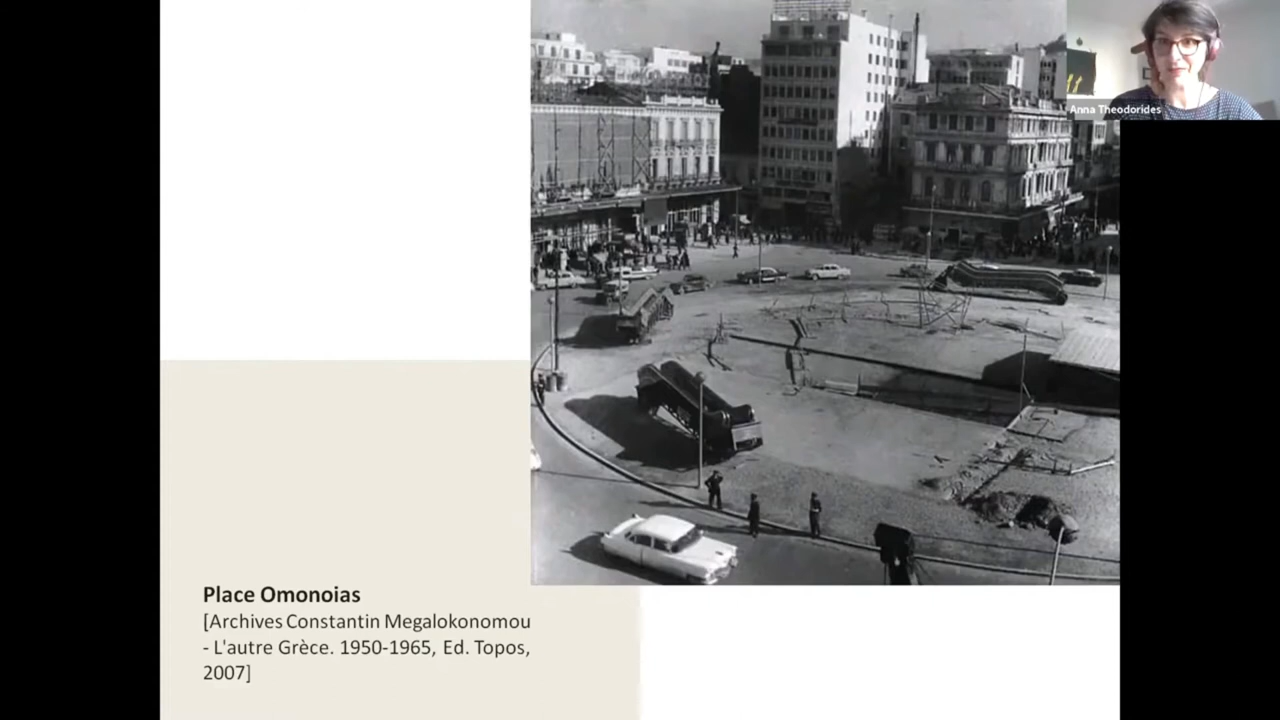 Anna Theodorides
Place Omonoias
[Archives Constantin Megalokonomou
- L'autre Grèce. 1950-1965, Ed. Topos,
2007]